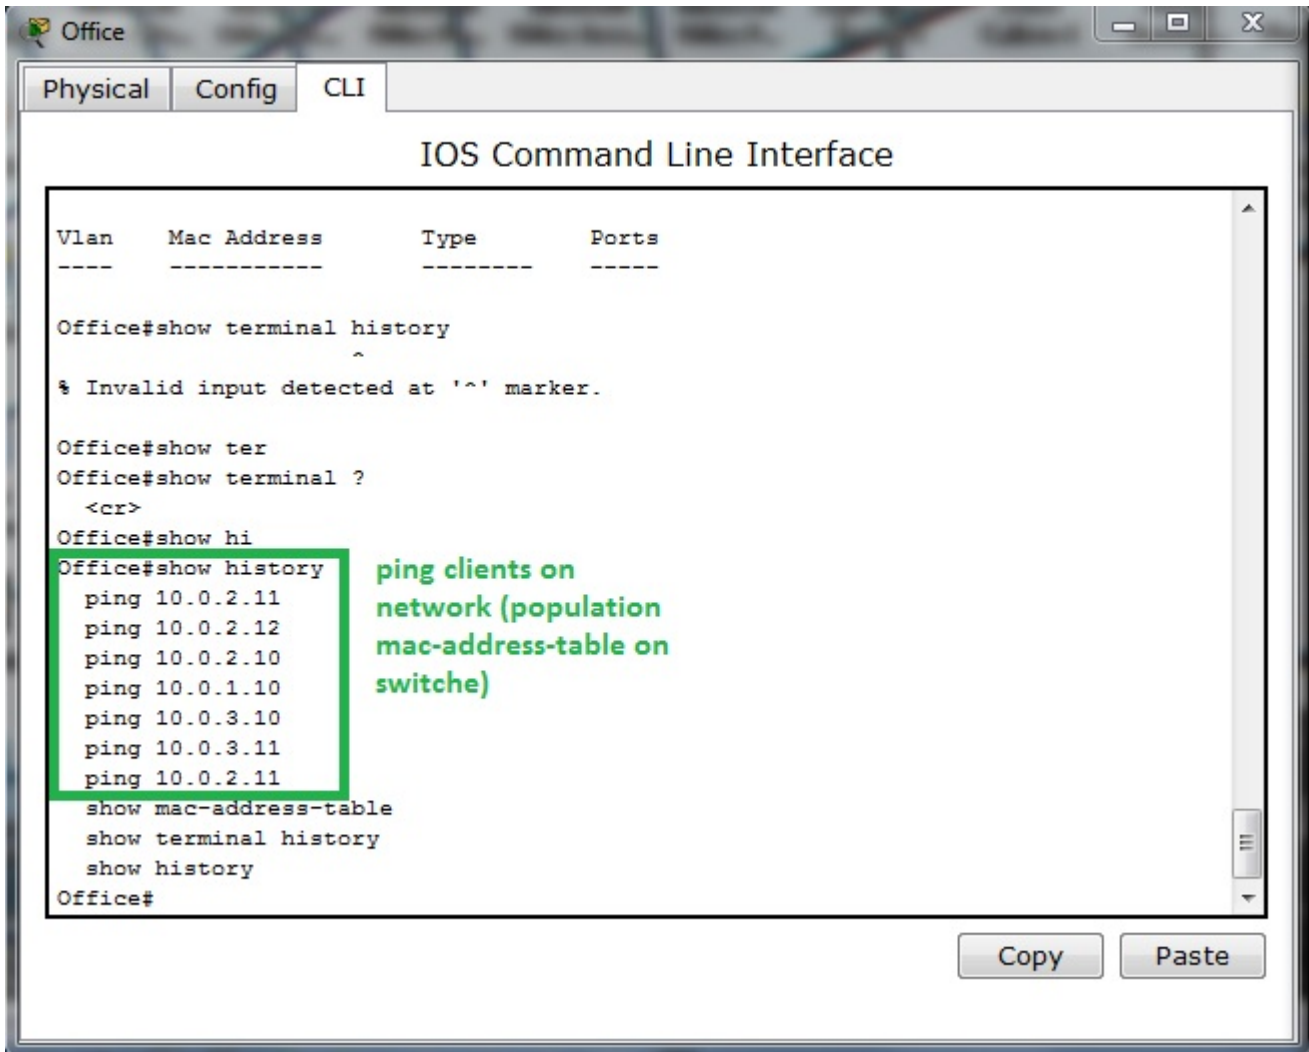 Office
Physical Config CLI
IOS Command Line Interface
Vlan Mac Address Type Ports
---- ----------- -------- -----
Office#show terminal history
^
% Invalid input detected at '^' marker.
Office#show ter
Office#show terminal ?
<cr>
Office#show hi
Office#show history
ping 10.0.2.11
ping 10.0.2.12
ping 10.0.2.10
ping 10.0.1.10
ping 10.0.3.10
ping 10.0.3.11
ping 10.0.2.11
show mac-address-table
show terminal history
show history
Office#
ping clients on
network (population
mac-address-table on
switche)
Copy Paste